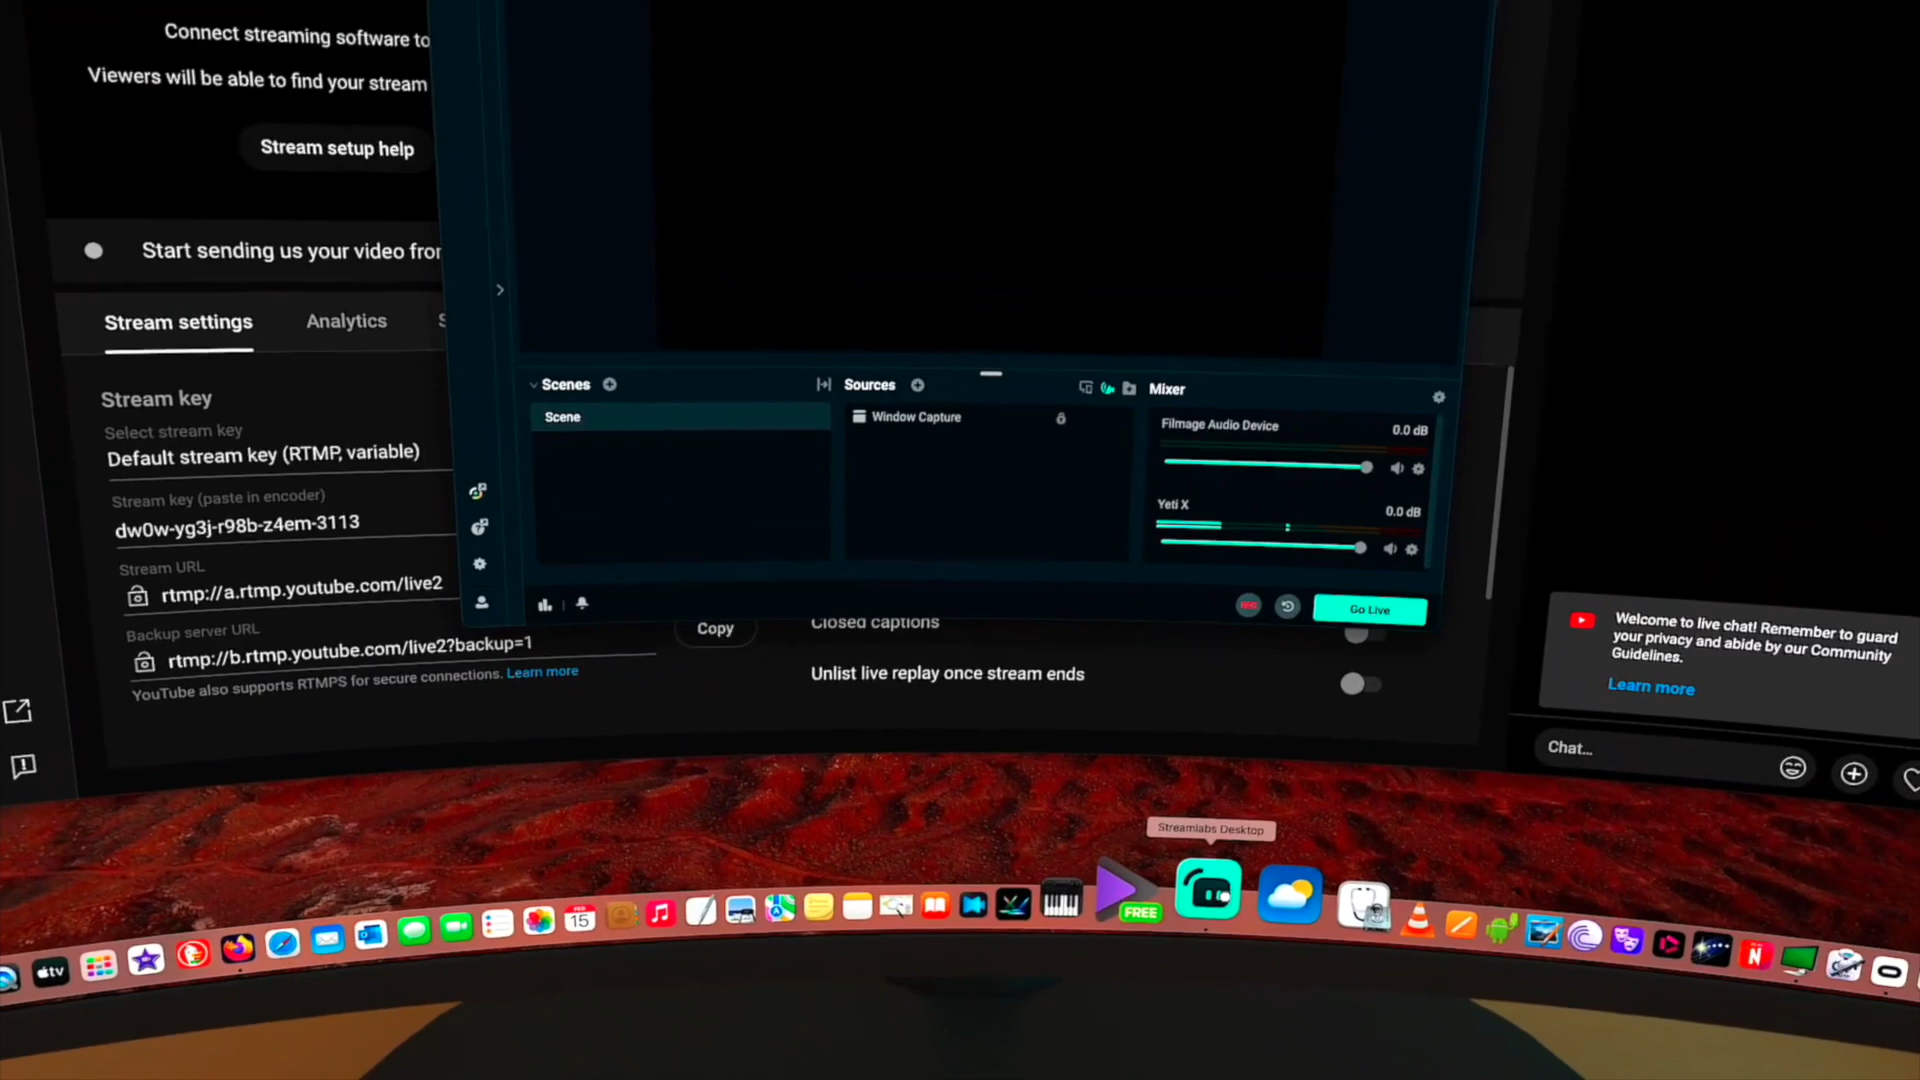 Connect streaming software to
Viewers will be able to find your stream
Stream setup help
Start sending us your video from
Stream settings
Analytics
S
Stream key
Select stream key
Default stream key (RTMP, variable)
Stream key (paste in encoder)
dw0w-yg3j-r98b-z4em-3113
Stream URL
rtmp://a.rtmp.youtube.com/live2
Backup server URL
rtmp://b.rtmp.youtube.com/live2?backup=1
YouTube also supports RTMPS for secure connections. Learn more
Copy
Scenes
Scene
Sources
Window Capture
Mixer
Filmage Audio Device
0.0 dB
Yeti X
0.0 dB
REC
Go Live
Closed captions
Unlist live replay once stream ends
Welcome to live chat! Remember to guard
your privacy and abide by our Community
Guidelines.
Learn more
Chat...
Streamlabs Desktop
FREE
tv
FEB
15
N